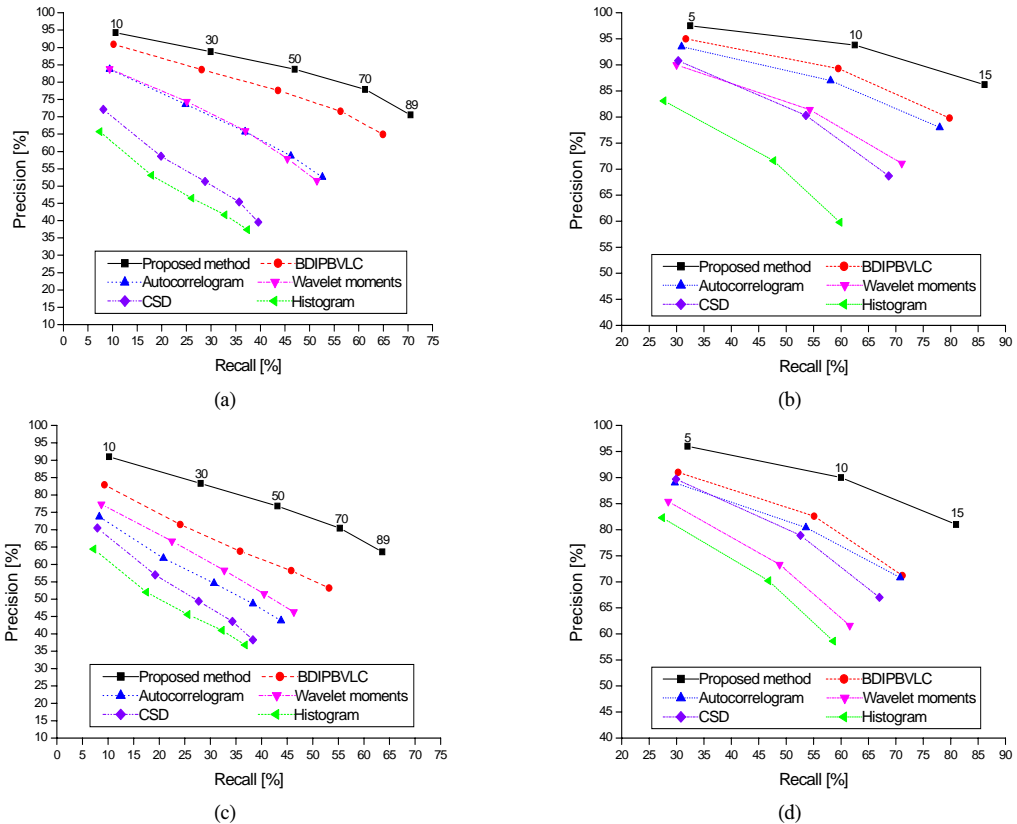 100
95
90
85
80
75
70
65
60
55
50
45
40
35
30
25
20
15
10
Precision [%]
10
30
50
70
89
Proposed method
BDIPBVLC
Autocorrelogram
Wavelet moments
CSD
Histogram
0 5 10 15 20 25 30 35 40 45 50 55 60 65 70 75
Recall [%]
(a)
100
95
90
85
80
75
70
65
60
55
50
45
40
Precision [%]
5
10
15
Proposed method
BDIPBVLC
Autocorrelogram
Wavelet moments
CSD
Histogram
20 25 30 35 40 45 50 55 60 65 70 75 80 85 90
Recall [%]
(b)
100
95
90
85
80
75
70
65
60
55
50
45
40
35
30
25
20
15
10
Precision [%]
10
30
50
70
89
Proposed method
BDIPBVLC
Autocorrelogram
Wavelet moments
CSD
Histogram
0 5 10 15 20 25 30 35 40 45 50 55 60 65 70 75
Recall [%]
(c)
100
95
90
85
80
75
70
65
60
55
50
45
40
Precision [%]
5
10
15
Proposed method
BDIPBVLC
Autocorrelogram
Wavelet moments
CSD
Histogram
20 25 30 35 40 45 50 55 60 65 70 75 80 85 90
Recall [%]
(d)